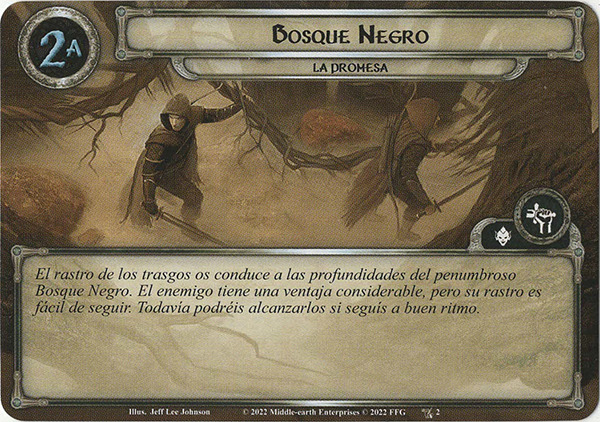 2A
Bosque Negro
La promesa
El rastro de los trasgos os conduce a las profundidades del penumbroso
Bosque Negro. El enemigo tiene una ventaja considerable, pero su rastro es
fácil de seguir. Todavía podréis alcanzarlos si seguís a buen ritmo.
Illus. Jeff Lee Johnson © 2022 Middle-earth Enterprises © 2022 FFG 2